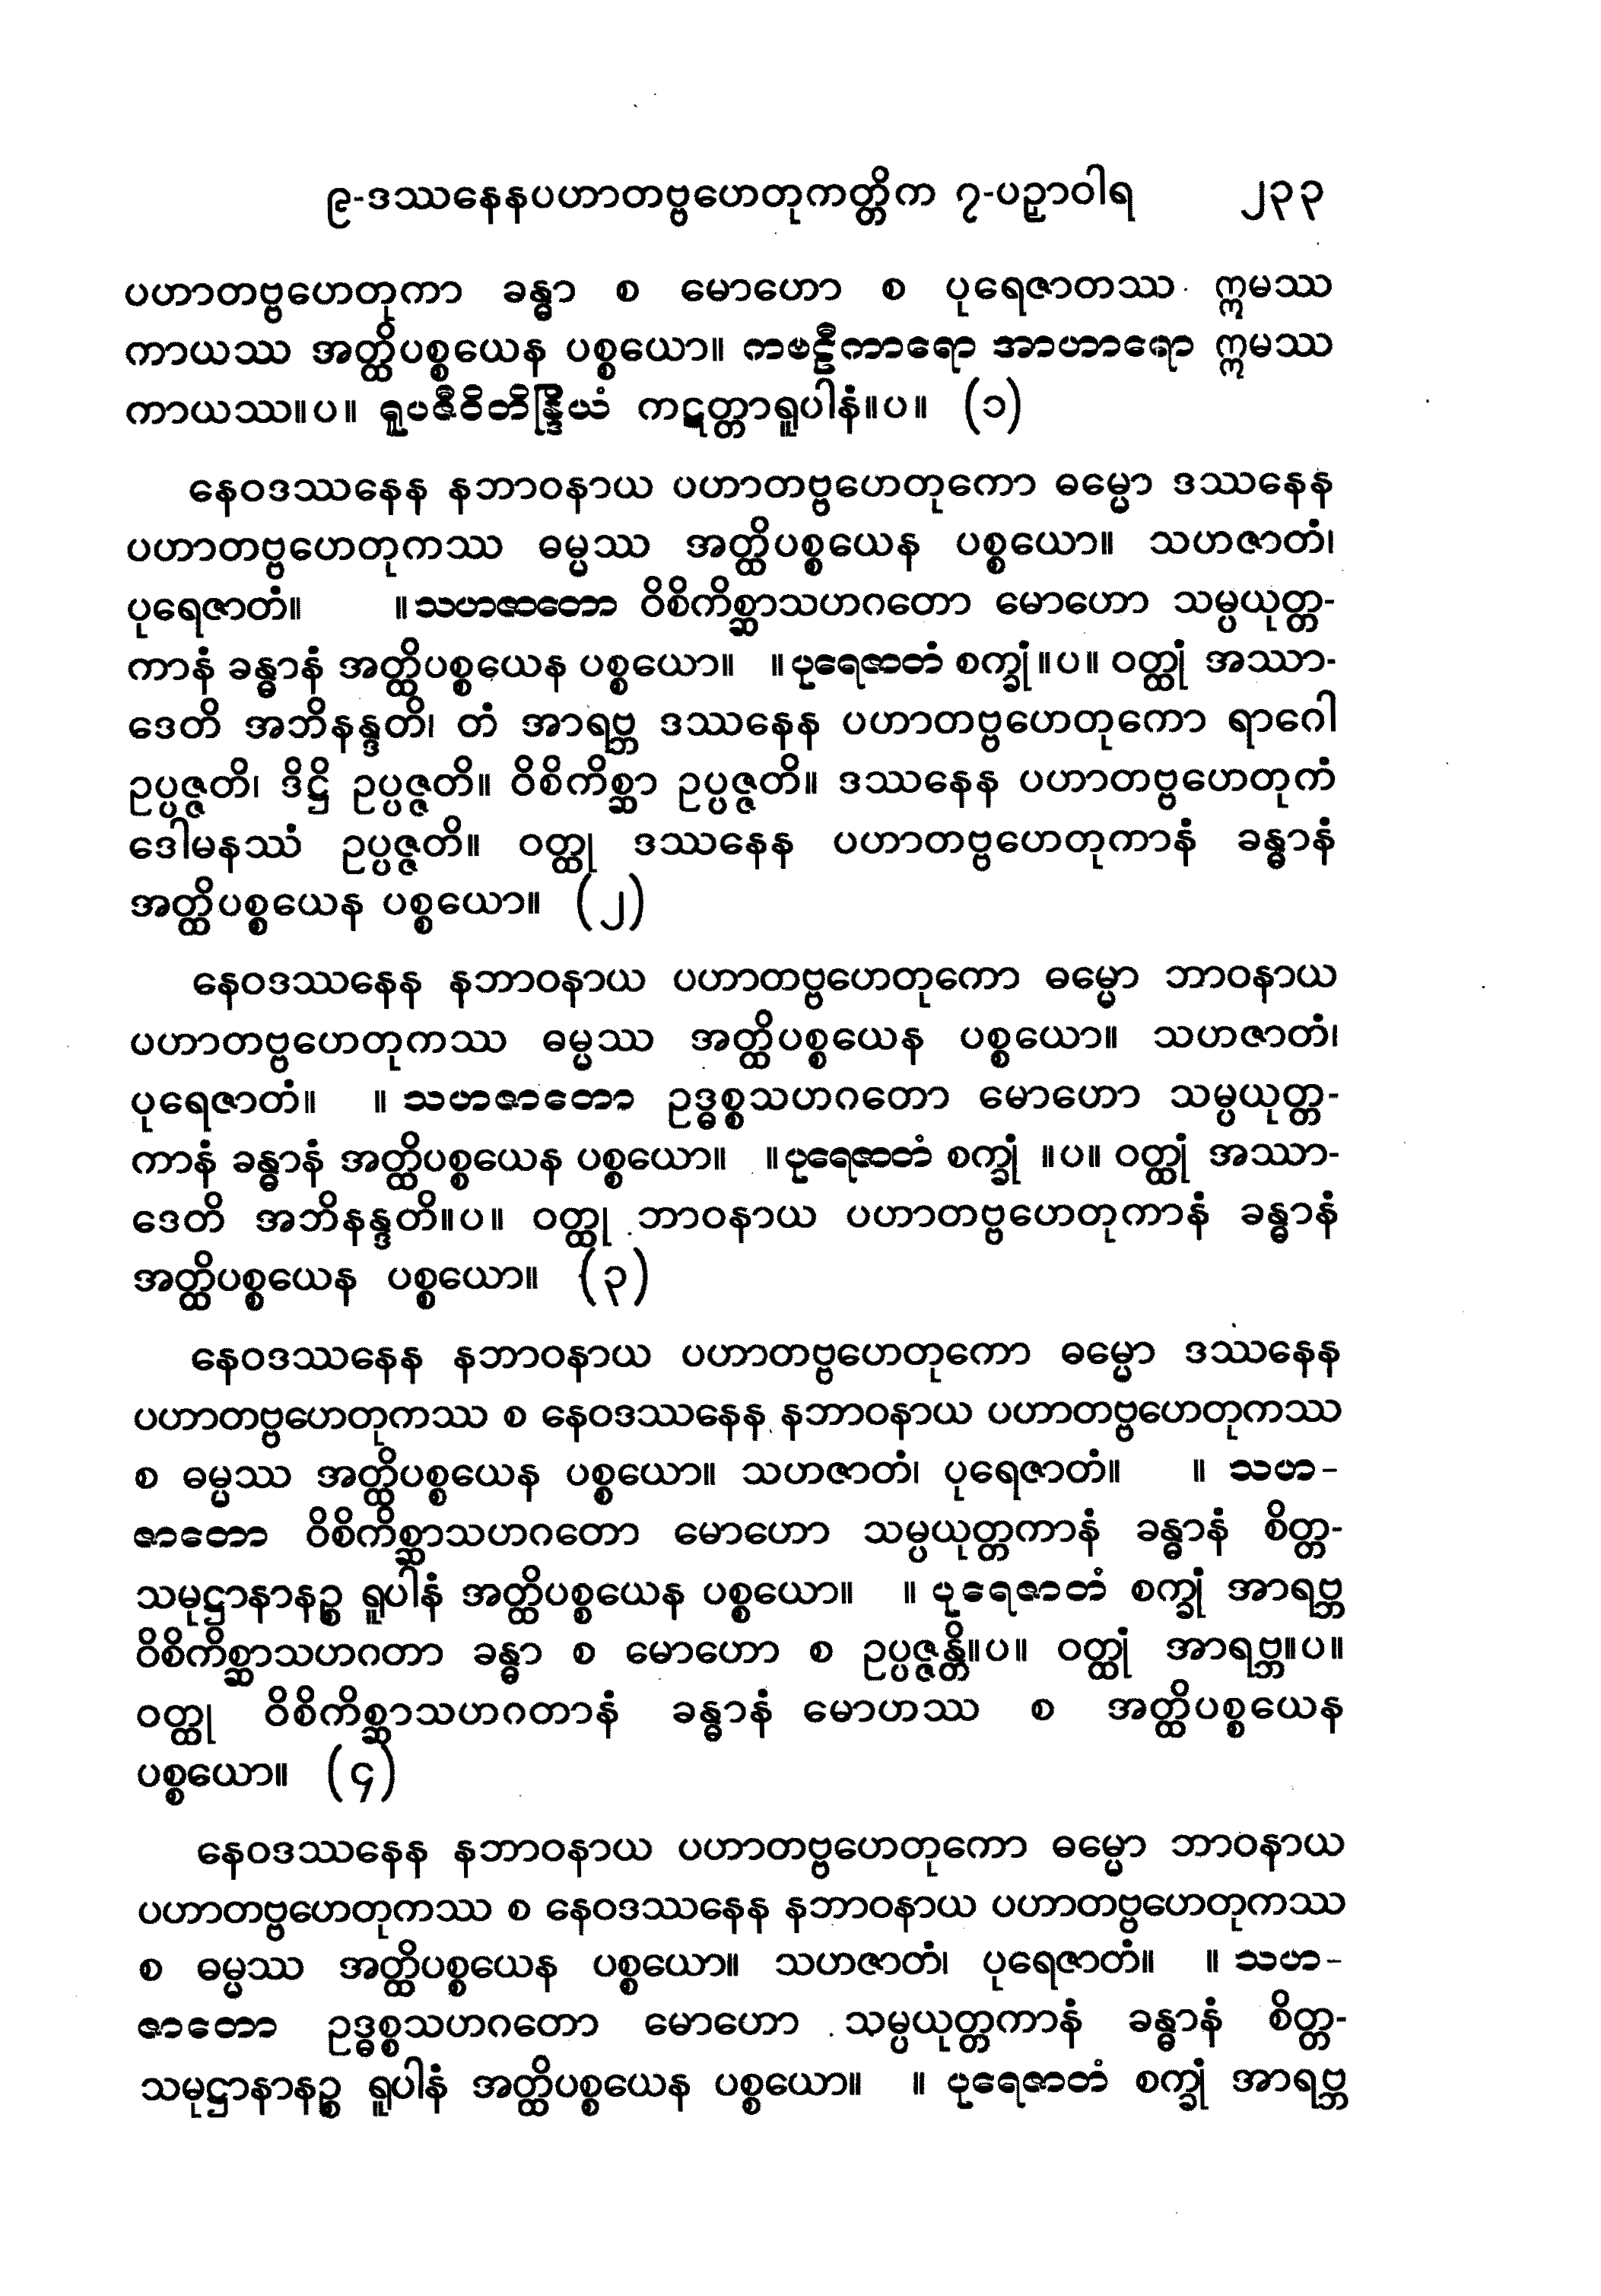 ၉-ဒဿနေနပဟာတဗ္ဗဟေတုကတ္တိက ၇-ပဉှာဝါရ ၂၃၃
ပဟာတဗ္ဗဟေတုကာ ခန္ဓာ စ မောဟော စ ပုရေဇာတဿ ဣမဿ
ကာယဿ အတ္ထိပစ္စယေန ပစ္စယော။ ကဗဠီကာရော အာဟာရော ဣမဿ
ကာယဿ။ပ။ ရူပဇီဝိတိန္ဒြိယံ ကဋတ္တာရူပါနံ။ပ။ (၁)
နေဝဒဿနေန နဘာဝနာယ ပဟာတဗ္ဗဟေတုကော ဓမ္မော ဒဿနေန
ပဟာတဗ္ဗဟေတုကဿ ဓမ္မဿ အတ္ထိပစ္စယေန ပစ္စယော။ သဟဇာတံ၊
ပုရေဇာတံ။ ။သဟဇာတော ဝိစိကိစ္ဆာသဟဂတော မောဟော သမ္ပယုတ္တ-
ကာနံ ခန္ဓာနံ အတ္ထိပစ္စယေန ပစ္စယော။ ။ပုရေဇာတံ စက္ခုံ။ပ။ ဝတ္ထုံ အဿာ-
ဒေတိ အဘိနန္ဒတိ၊ တံ အာရဗ္ဘ ဒဿနေန ပဟာတဗ္ဗဟေတုကော ရာဂေါ
ဥပ္ပဇ္ဇတိ၊ ဒိဋ္ဌိ ဥပ္ပဇ္ဇတိ။ ဝိစိကိစ္ဆာ ဥပ္ပဇ္ဇတိ။ ဒဿနေန ပဟာတဗ္ဗဟေတုကံ
ဒေါမနဿံ ဥပ္ပဇ္ဇတိ။ ဝတ္ထု ဒဿနေန ပဟာတဗ္ဗဟေတုကာနံ ခန္ဓာနံ
အတ္ထိပစ္စယေန ပစ္စယော။ (၂)
နေဝဒဿနေန နဘာဝနာယ ပဟာတဗ္ဗဟေတုကော ဓမ္မော ဘာဝနာယ
ပဟာတဗ္ဗဟေတုကဿ ဓမ္မဿ အတ္ထိပစ္စယေန ပစ္စယော။ သဟဇာတံ၊
ပုရေဇာတံ။ ။ သဟဇာတော ဥဒ္ဓစ္စသဟဂတော မောဟော သမ္ပယုတ္တ-
ကာနံ ခန္ဓာနံ အတ္ထိပစ္စယေန ပစ္စယော။ ။ပုရေဇာတံ စက္ခုံ ။ပ။ ဝတ္ထုံ အဿာ-
ဒေတိ အဘိနန္ဒတိ။ပ။ ဝတ္ထု ဘာဝနာယ ပဟာတဗ္ဗဟေတုကာနံ ခန္ဓာနံ
အတ္ထိပစ္စယေန ပစ္စယော။ (၃)
နေဝဒဿနေန နဘာဝနာယ ပဟာတဗ္ဗဟေတုကော ဓမ္မော ဒဿနေန
ပဟာတဗ္ဗဟေတုကဿ စ နေဝဒဿနေန နဘာဝနာယ ပဟာတဗ္ဗဟေတုကဿ
စ ဓမ္မဿ အတ္ထိပစ္စယေန ပစ္စယော။ သဟဇာတံ၊ ပုရေဇာတံ။ ။ သဟ-
ဇာတော ဝိစိကိစ္ဆာသဟဂတော မောဟော သမ္ပယုတ္တကာနံ ခန္ဓာနံ စိတ္တ-
သမုဋ္ဌာနာနဉ္စ ရူပါနံ အတ္ထိပစ္စယေန ပစ္စယော။ ။ ပုရေဇာတံ စက္ခုံ အာရဗ္ဘ
ဝိစိကိစ္ဆာသဟဂတာ ခန္ဓာ စ မောဟော စ ဥပ္ပဇ္ဇန္တိ။ပ။ ဝတ္ထုံ အာရဗ္ဘ။ပ။
ဝတ္ထု ဝိစိကိစ္ဆာသဟဂတာနံ ခန္ဓာနံ မောဟဿ စ အတ္ထိပစ္စယေန
ပစ္စယော။ (၄)
နေဝဒဿနေန နဘာဝနာယ ပဟာတဗ္ဗဟေတုကော ဓမ္မော ဘာဝနာယ
ပဟာတဗ္ဗဟေတုကဿ စ နေဝဒဿနေန နဘာဝနာယ ပဟာတဗ္ဗဟေတုကဿ
စ ဓမ္မဿ အတ္ထိပစ္စယေန ပစ္စယော။ သဟဇာတံ၊ ပုရေဇာတံ။ ။ သဟ-
ဇာတော ဥဒ္ဓစ္စသဟဂတော မောဟော သမ္ပယုတ္တကာနံ ခန္ဓာနံ စိတ္တ-
သမုဋ္ဌာနာနဉ္စ ရူပါနံ အတ္ထိပစ္စယေန ပစ္စယော။ ။ ပုရေဇာတံ စက္ခုံ အာရဗ္ဘ